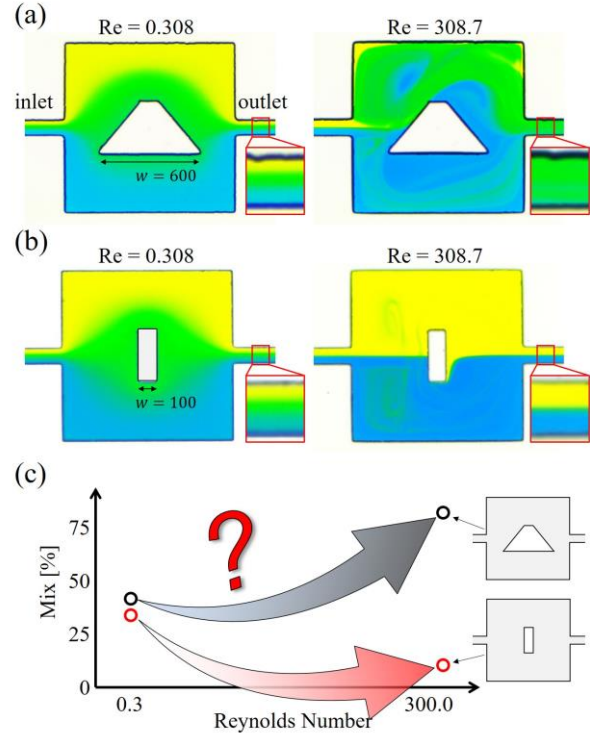 (a)
Re = 0.308
Re = 308.7
inlet
outlet
w = 600
(b)
Re = 0.308
Re = 308.7
w = 100
(c)
Mix [%]
75
50
25
0
?
0.3
300.0
Reynolds Number